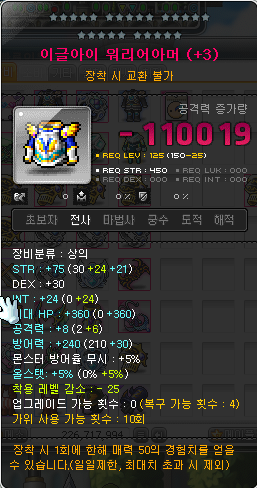 이글아이 워리어아머 (+3)
장착 시 교환 불가
공격력 증가량
-110019
REQ LEV : 125 (150-25)
REQ STR : 450 REQ LUK : 000
REQ DEX : 000 REQ INT : 000
초보자 전사 마법사 궁수 도적 해적
장비분류 : 상의
STR : +75 (30 +24 +21)
DEX : +30
INT : +24 (0 +24)
최대 HP : +360 (0 +360)
공격력 : +8 (2 +6)
방어력 : +240 (210 +30)
몬스터 방어율 무시 : +5%
올스탯 : +5% (0% +5%)
착용 레벨 감소 : - 25
업그레이드 가능 횟수 : 0 (복구 가능 횟수 : 4)
가위 사용 가능 횟수 : 10회
장착 시 1회에 한해 매력 50의 경험치를 얻을
수 있습니다.(일일제한, 최대치 초과 시 제외)